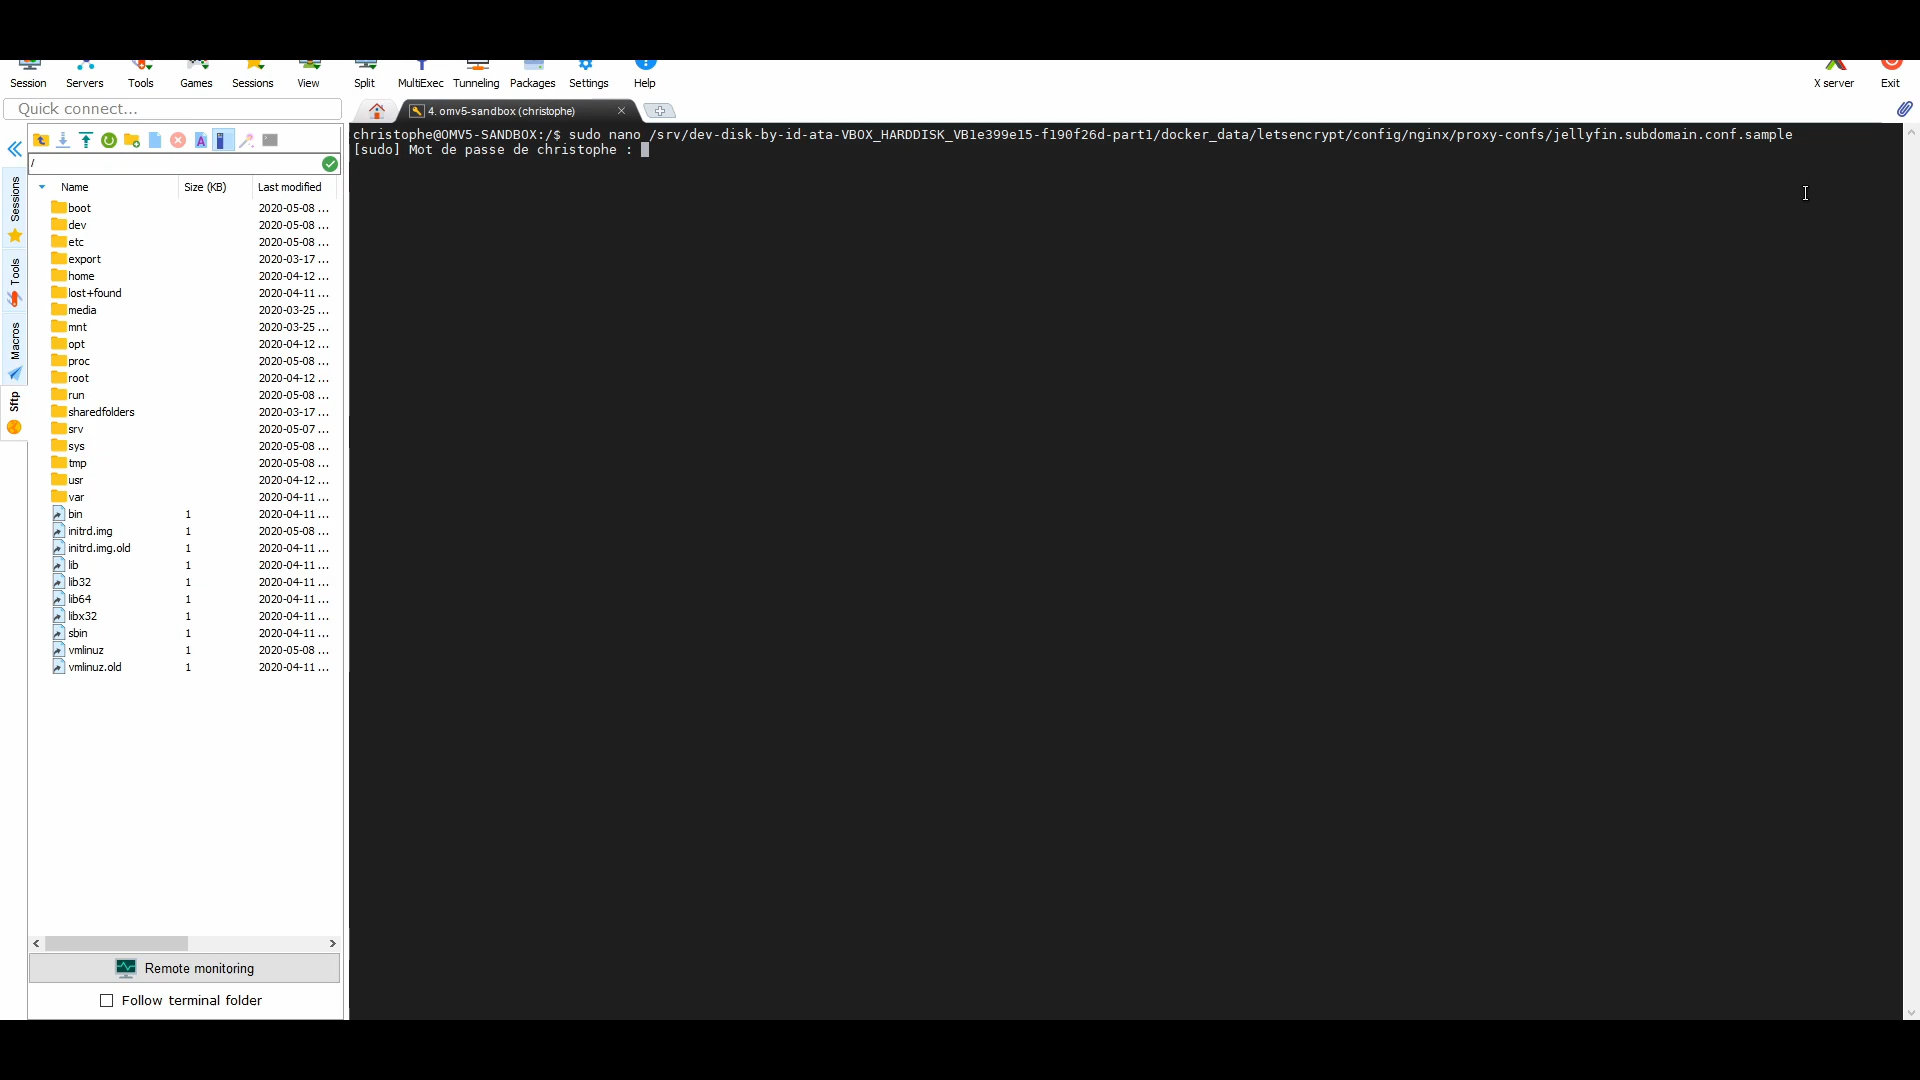 Session Servers Tools Games Sessions View Split MultiExec Tunneling Packages Settings Help X server Exit
Quick connect...
4. omv5-sandbox (christophe)
christophe@OMV5-SANDBOX:/$ sudo nano /srv/dev-disk-by-id-ata-VBOX_HARDDISK_VB1e399e15-f190f26d-part1/docker_data/letsencrypt/config/nginx/proxy-confs/jellyfin.subdomain.conf.sample
[sudo] Mot de passe de christophe :
/
Name Size (KB) Last modified
boot 2020-05-08 ...
dev 2020-05-08 ...
etc 2020-05-08 ...
export 2020-03-17 ...
home 2020-04-12 ...
lost+found 2020-04-11 ...
media 2020-03-25 ...
mnt 2020-03-25 ...
opt 2020-04-12 ...
proc 2020-05-08 ...
root 2020-04-12 ...
run 2020-05-08 ...
sharedfolders 2020-03-17 ...
srv 2020-05-07 ...
sys 2020-05-08 ...
tmp 2020-05-08 ...
usr 2020-04-12 ...
var 2020-04-11 ...
bin 1 2020-04-11 ...
initrd.img 1 2020-05-08 ...
initrd.img.old 1 2020-04-11 ...
lib 1 2020-04-11 ...
lib32 1 2020-04-11 ...
lib64 1 2020-04-11 ...
libx32 1 2020-04-11 ...
sbin 1 2020-04-11 ...
vmlinuz 1 2020-05-08 ...
vmlinuz.old 1 2020-04-11 ...
Sessions
Tools
Macros
Sftp
Remote monitoring
Follow terminal folder